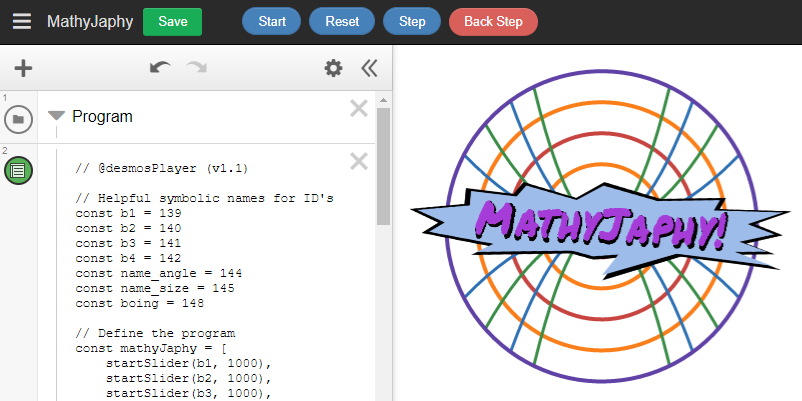 MathyJaphy Save Start Reset Step Back Step
1
Program
2
// @desmosPlayer (v1.1)
// Helpful symbolic names for ID's
const b1 = 139
const b2 = 140
const b3 = 141
const b4 = 142
const name_angle = 144
const name_size = 145
const boing = 148
// Define the program
const mathyJaphy = [
startSlider(b1, 1000),
startSlider(b2, 1000),
startSlider(b3, 1000),
MATHYJAPHY!